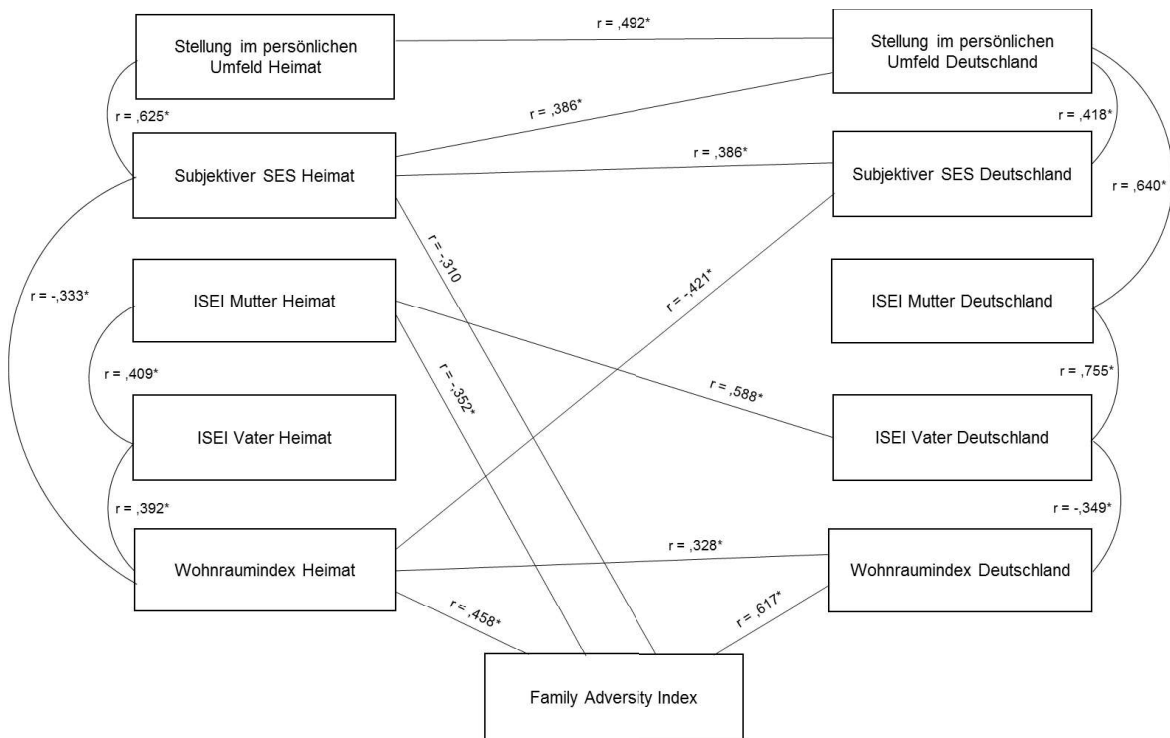 r = ,492*
Stellung im persönlichen
Umfeld Heimat
Stellung im persönlichen
Umfeld Deutschland
r = ,625*
r = ,386*
r = ,418*
Subjektiver SES Heimat
r = ,386*
Subjektiver SES Deutschland
r = ,640*
r = -,310
r = -,421*
r = -,333*
ISEI Mutter Heimat
ISEI Mutter Deutschland
r = ,409*
r = -,352*
r = ,588*
r = ,755*
ISEI Vater Heimat
ISEI Vater Deutschland
r = ,392*
r = -,349*
r = ,328*
Wohnraumindex Heimat
Wohnraumindex Deutschland
r = ,458*
r = ,617*
Family Adversity Index